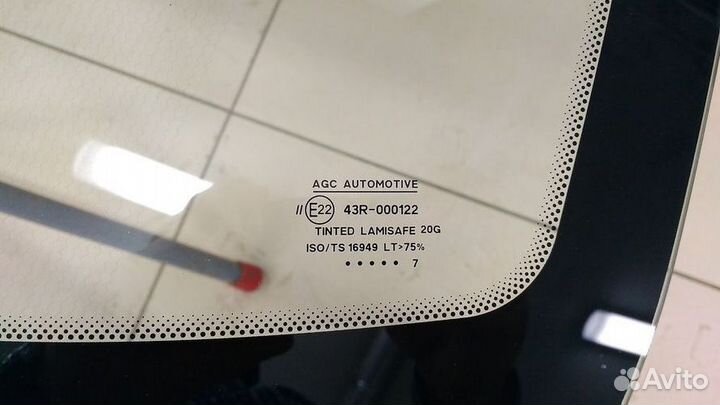 AGC AUTOMOTIVE
// E22 43R-000122
TINTED LAMISAFE 20G
ISO/TS 16949 LT>75%
• • • • • 7
Avito